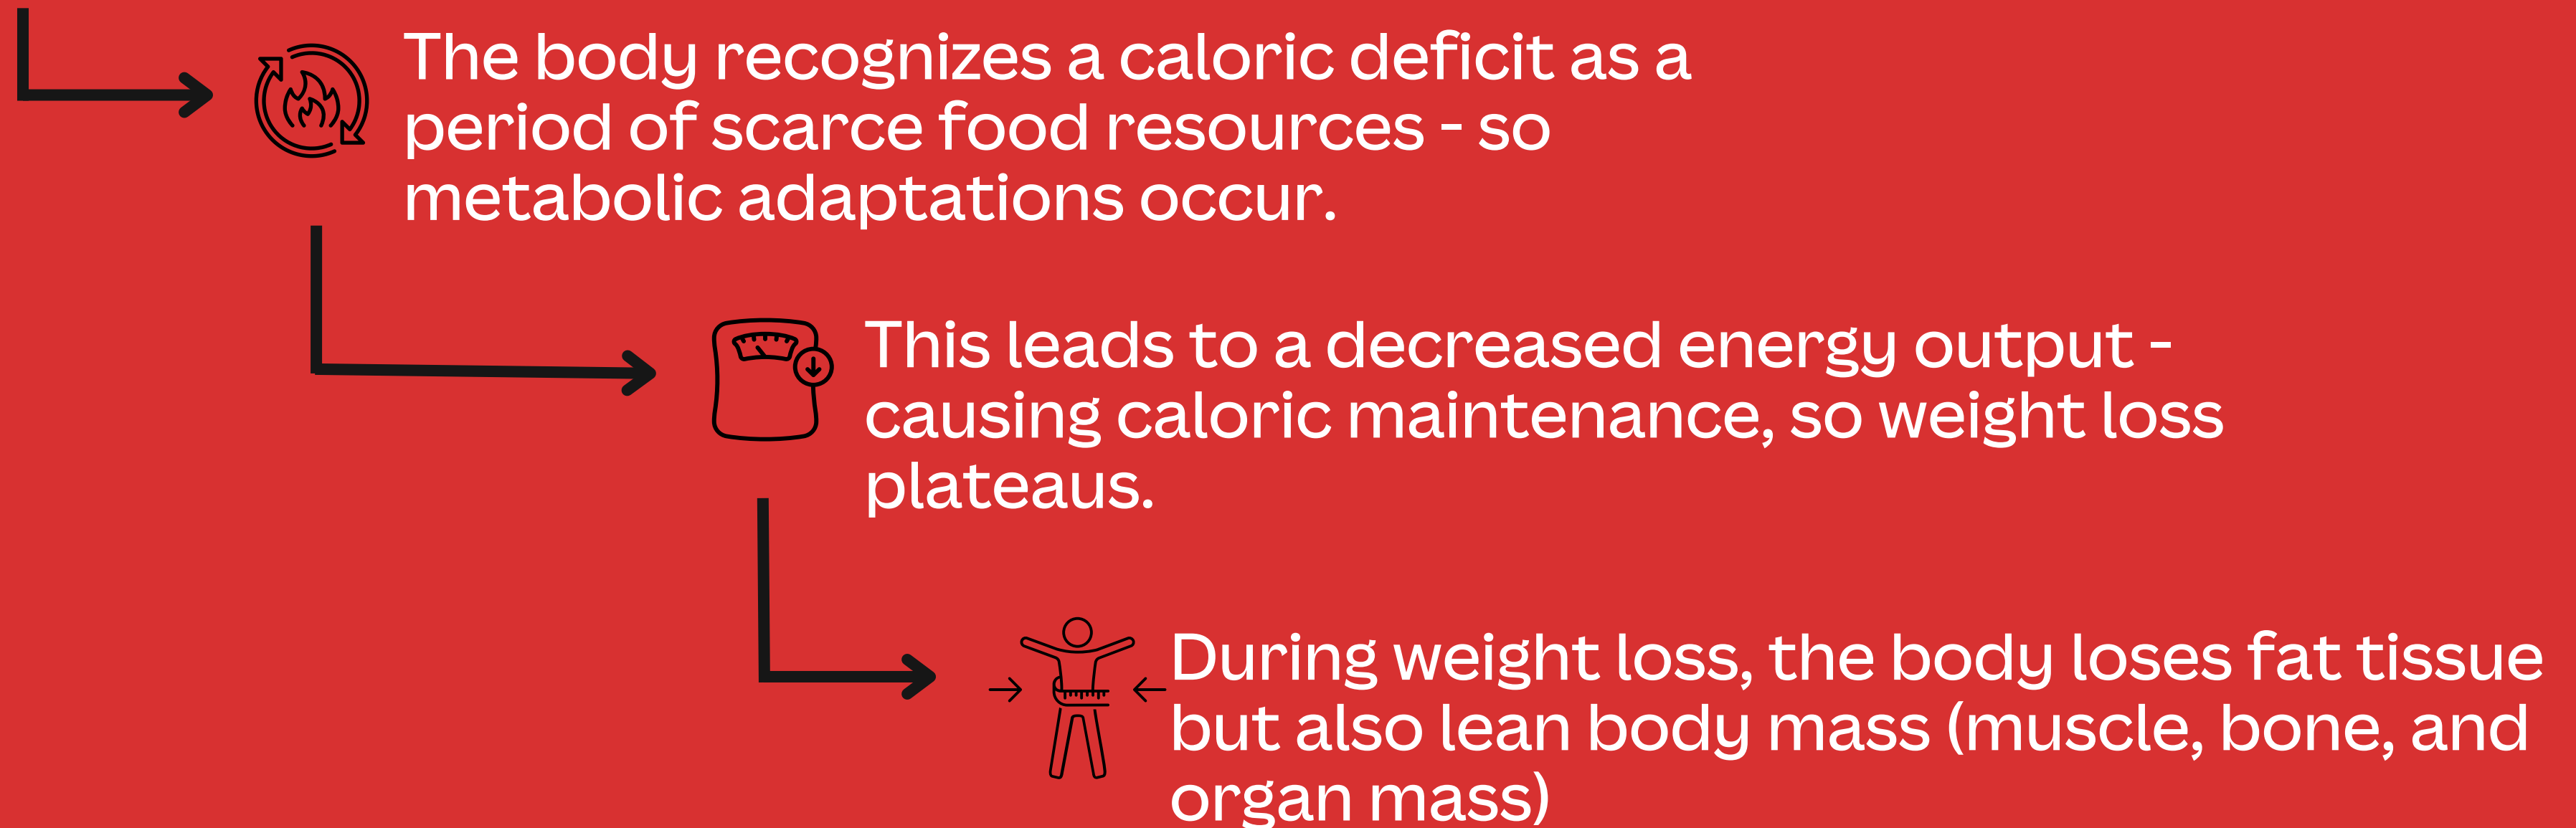 The body recognizes a caloric deficit as a
period of scarce food resources - so
metabolic adaptations occur.
This leads to a decreased energy output -
causing caloric maintenance, so weight loss
plateaus.
During weight loss, the body loses fat tissue
but also lean body mass (muscle, bone, and
organ mass)